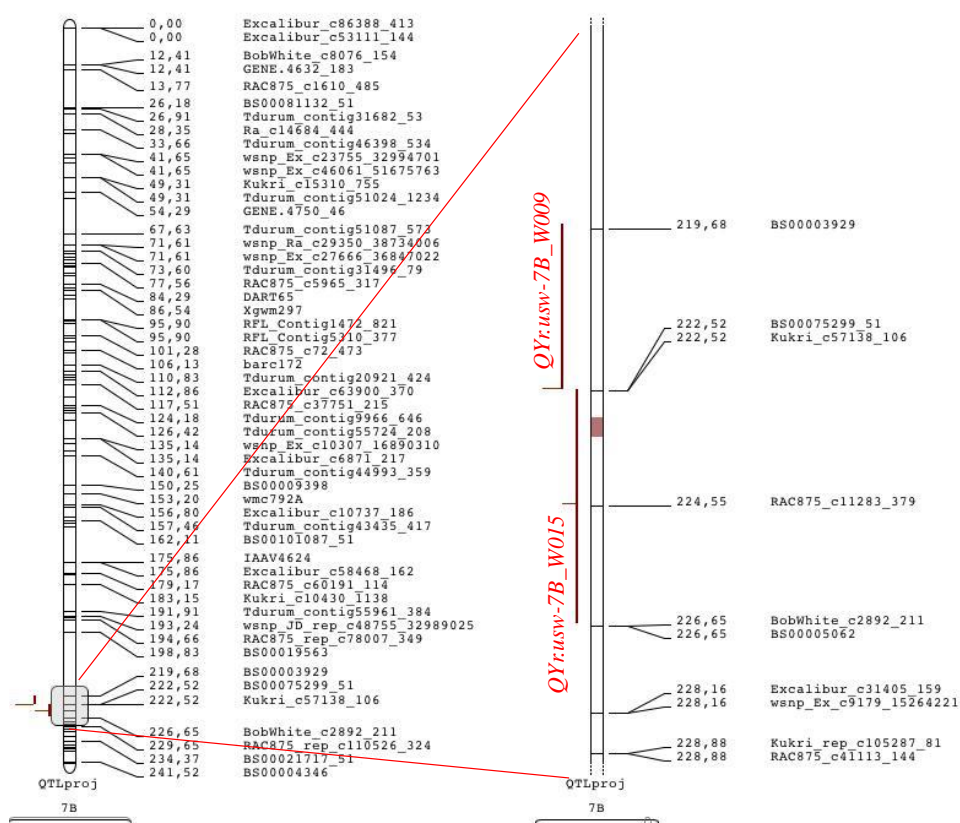 0,00 Excalibur_c86388_413
0,00 Excalibur_c53111_144
12,41 BobWhite_c8076_154
12,41 GENE.4632_183
13,77 RAC875_c1610_485
26,18 BS00081132_51
26,91 Tdurum_contig31682_53
28,35 Ra_c14684_444
33,66 Tdurum_contig46398_534
41,65 wsnp_Ex_c23755_32994701
41,65 wsnp_Ex_c46061_51675763
49,31 Kukri_c15310_755
49,31 Tdurum_contig51024_1234
54,29 GENE.4750_46
67,63 Tdurum_contig51087_573
71,61 wsnp_Ra_c29350_38734006
71,61 wsnp_Ex_c27666_36847022
73,60 Tdurum_contig31496_79
77,56 RAC875_c5965_317
84,29 DART65
86,54 Xgwm297
95,90 RFL_Contig1472_821
95,90 RFL_Contig5310_377
101,28 RAC875_c72_473
106,13 barc172
110,83 Tdurum_contig20921_424
112,86 Excalibur_c63900_370
117,51 RAC875_c37751_215
124,18 Tdurum_contig9966_646
126,42 Tdurum_contig55724_208
135,14 wsnp_Ex_c10307_16890310
135,14 Excalibur_c6871_217
140,61 Tdurum_contig44993_359
150,25 BS00009398
153,20 wmc792A
156,80 Excalibur_c10737_186
157,46 Tdurum_contig43435_417
162,11 BS00101087_51
175,86 IAAV4624
175,86 Excalibur_c58468_162
179,17 RAC875_c60191_114
183,15 Kukri_c10430_1138
191,91 Tdurum_contig55961_384
193,24 wsnp_JD_rep_c48755_32989025
194,66 RAC875_rep_c78007_349
198,83 BS00019563
219,68 BS00003929
222,52 BS00075299_51
222,52 Kukri_c57138_106
226,65 BobWhite_c2892_211
229,65 RAC875_rep_c110526_324
234,37 BS00021717_51
241,52 BS00004346
QTLproj
7B
QYr.usw-7B_W009
QYr.usw-7B_W015
219,68 BS00003929
222,52 BS00075299_51
222,52 Kukri_c57138_106
224,55 RAC875_c11283_379
226,65 BobWhite_c2892_211
226,65 BS00005062
228,16 Excalibur_c31405_159
228,16 wsnp_Ex_c9179_15264221
228,88 Kukri_rep_c105287_81
228,88 RAC875_c41113_144
QTLproj
7B